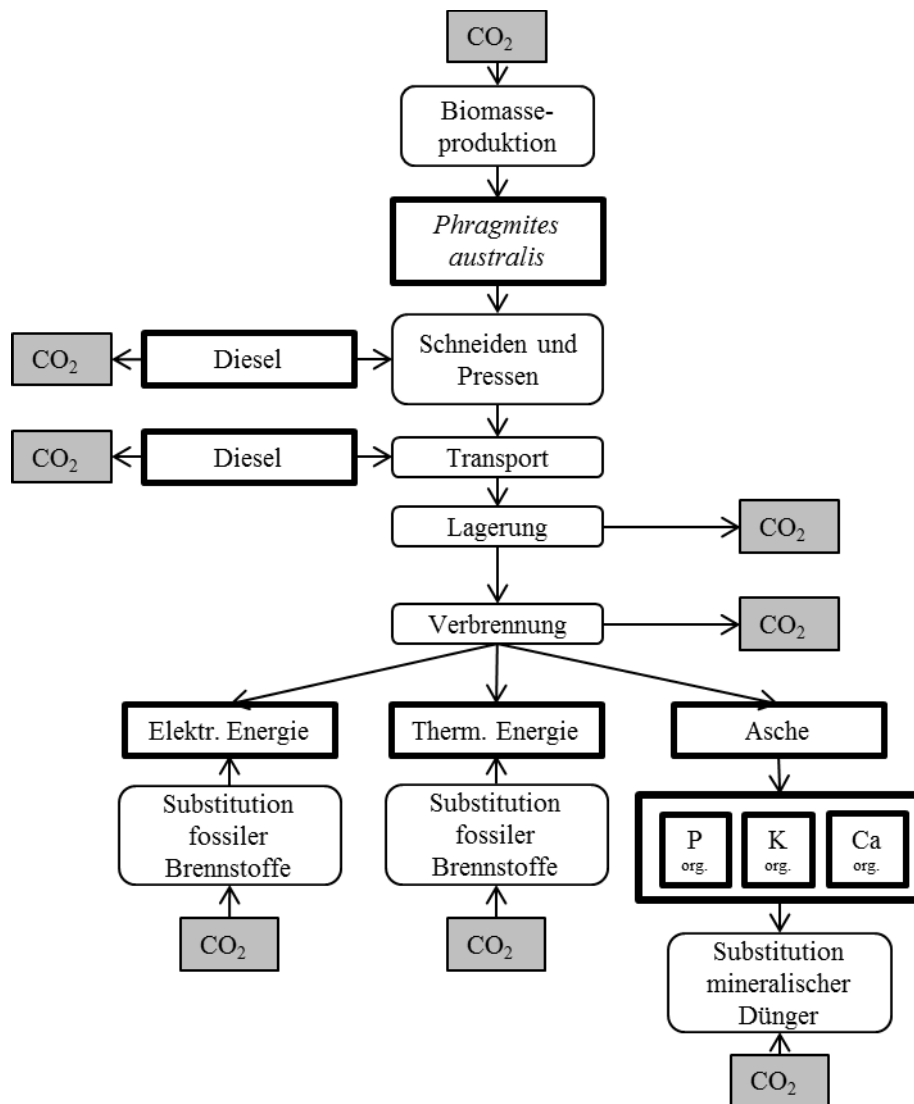 CO₂
Biomasse-
produktion
Phragmites
australis
CO₂
Diesel
Schneiden und
Pressen
CO₂
Diesel
Transport
Lagerung
CO₂
Verbrennung
CO₂
Elektr. Energie
Therm. Energie
Asche
Substitution
fossiler
Brennstoffe
Substitution
fossiler
Brennstoffe
P
org.
K
org.
Ca
org.
CO₂
CO₂
Substitution
mineralischer
Dünger
CO₂